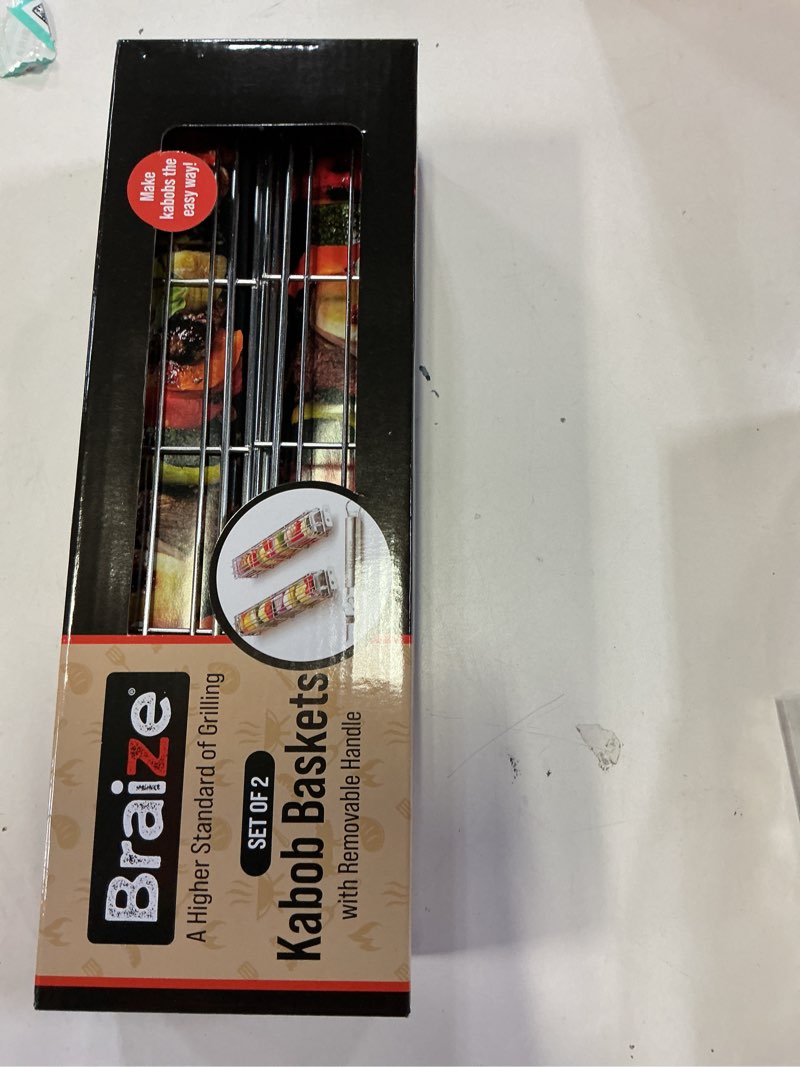 Make
kabobs the
easy way!
Braize®
A Higher Standard of Grilling
SET OF 2
Kabob Baskets
with Removable Handle